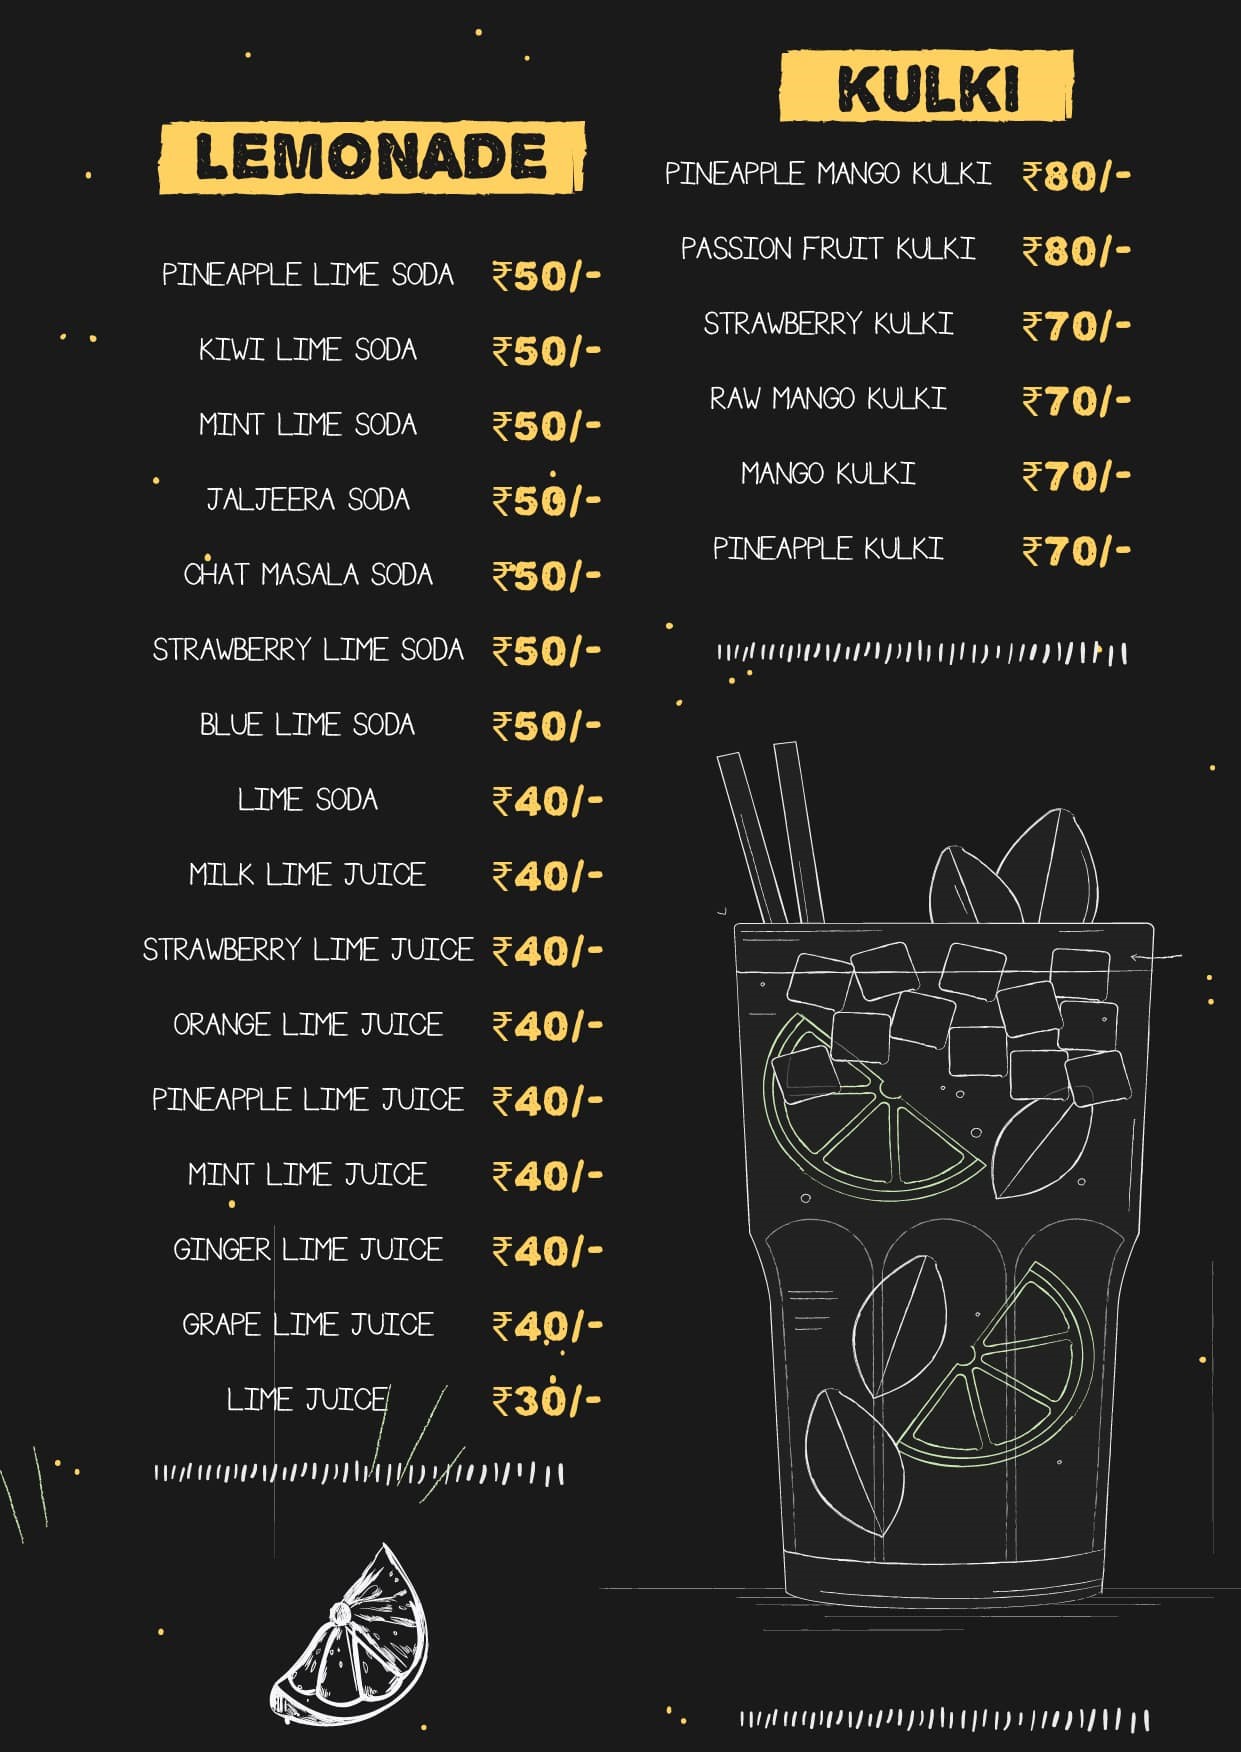 LEMONADE
PINEAPPLE LIME SODA ₹50/-
KIWI LIME SODA ₹50/-
MINT LIME SODA ₹50/-
JALJEERA SODA ₹50/-
CHAT MASALA SODA ₹50/-
STRAWBERRY LIME SODA ₹50/-
BLUE LIME SODA ₹50/-
LIME SODA ₹40/-
MILK LIME JUICE ₹40/-
STRAWBERRY LIME JUICE ₹40/-
ORANGE LIME JUICE ₹40/-
PINEAPPLE LIME JUICE ₹40/-
MINT LIME JUICE ₹40/-
GINGER LIME JUICE ₹40/-
GRAPE LIME JUICE ₹40/-
LIME JUICE ₹30/-
KULKI
PINEAPPLE MANGO KULKI ₹80/-
PASSION FRUIT KULKI ₹80/-
STRAWBERRY KULKI ₹70/-
RAW MANGO KULKI ₹70/-
MANGO KULKI ₹70/-
PINEAPPLE KULKI ₹70/-